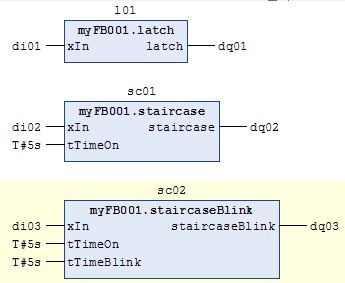 l01
myFB001.latch
di01 xIn latch dq01
sc01
myFB001.staircase
di02 xIn staircase dq02
T#5s tTimeOn
sc02
myFB001.staircaseBlink
di03 xIn staircaseBlink dq03
T#5s tTimeOn
T#5s tTimeBlink